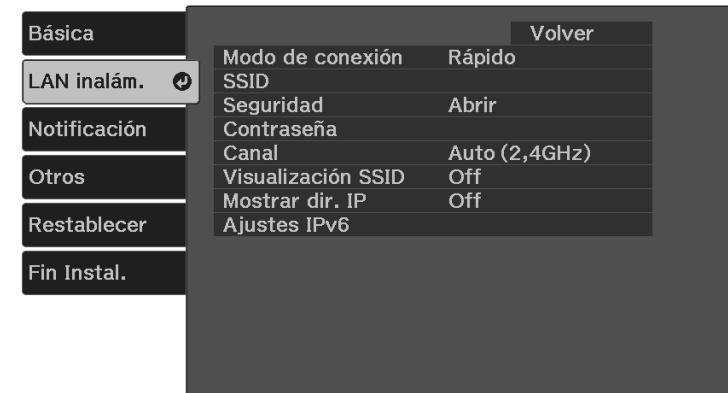 Básica
LAN inalám.
Notificación
Otros
Restablecer
Fin Instal.
Volver
Modo de conexión Rápido
SSID
Seguridad Abrir
Contraseña
Canal Auto (2,4GHz)
Visualización SSID Off
Mostrar dir. IP Off
Ajustes IPv6